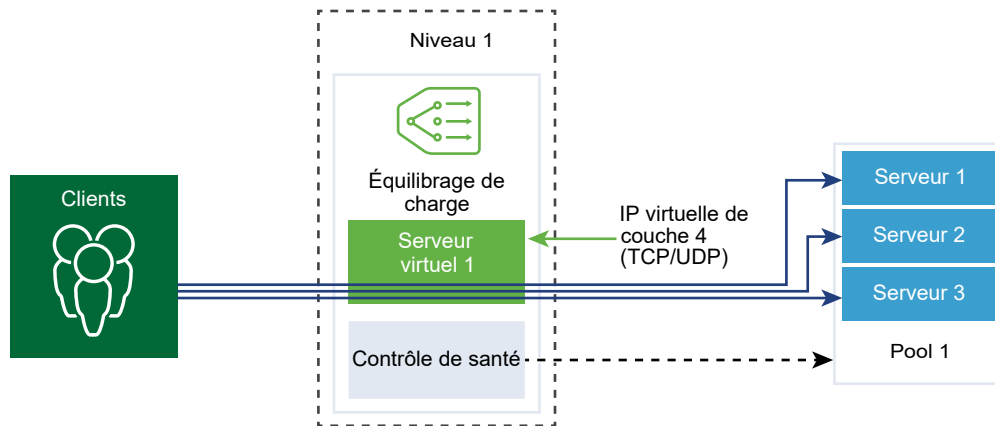 Niveau 1
Équilibrage de
charge
Clients
Serveur
virtuel 1
IP virtuelle de
couche 4
(TCP/UDP)
Serveur 1
Serveur 2
Serveur 3
Contrôle de santé
Pool 1